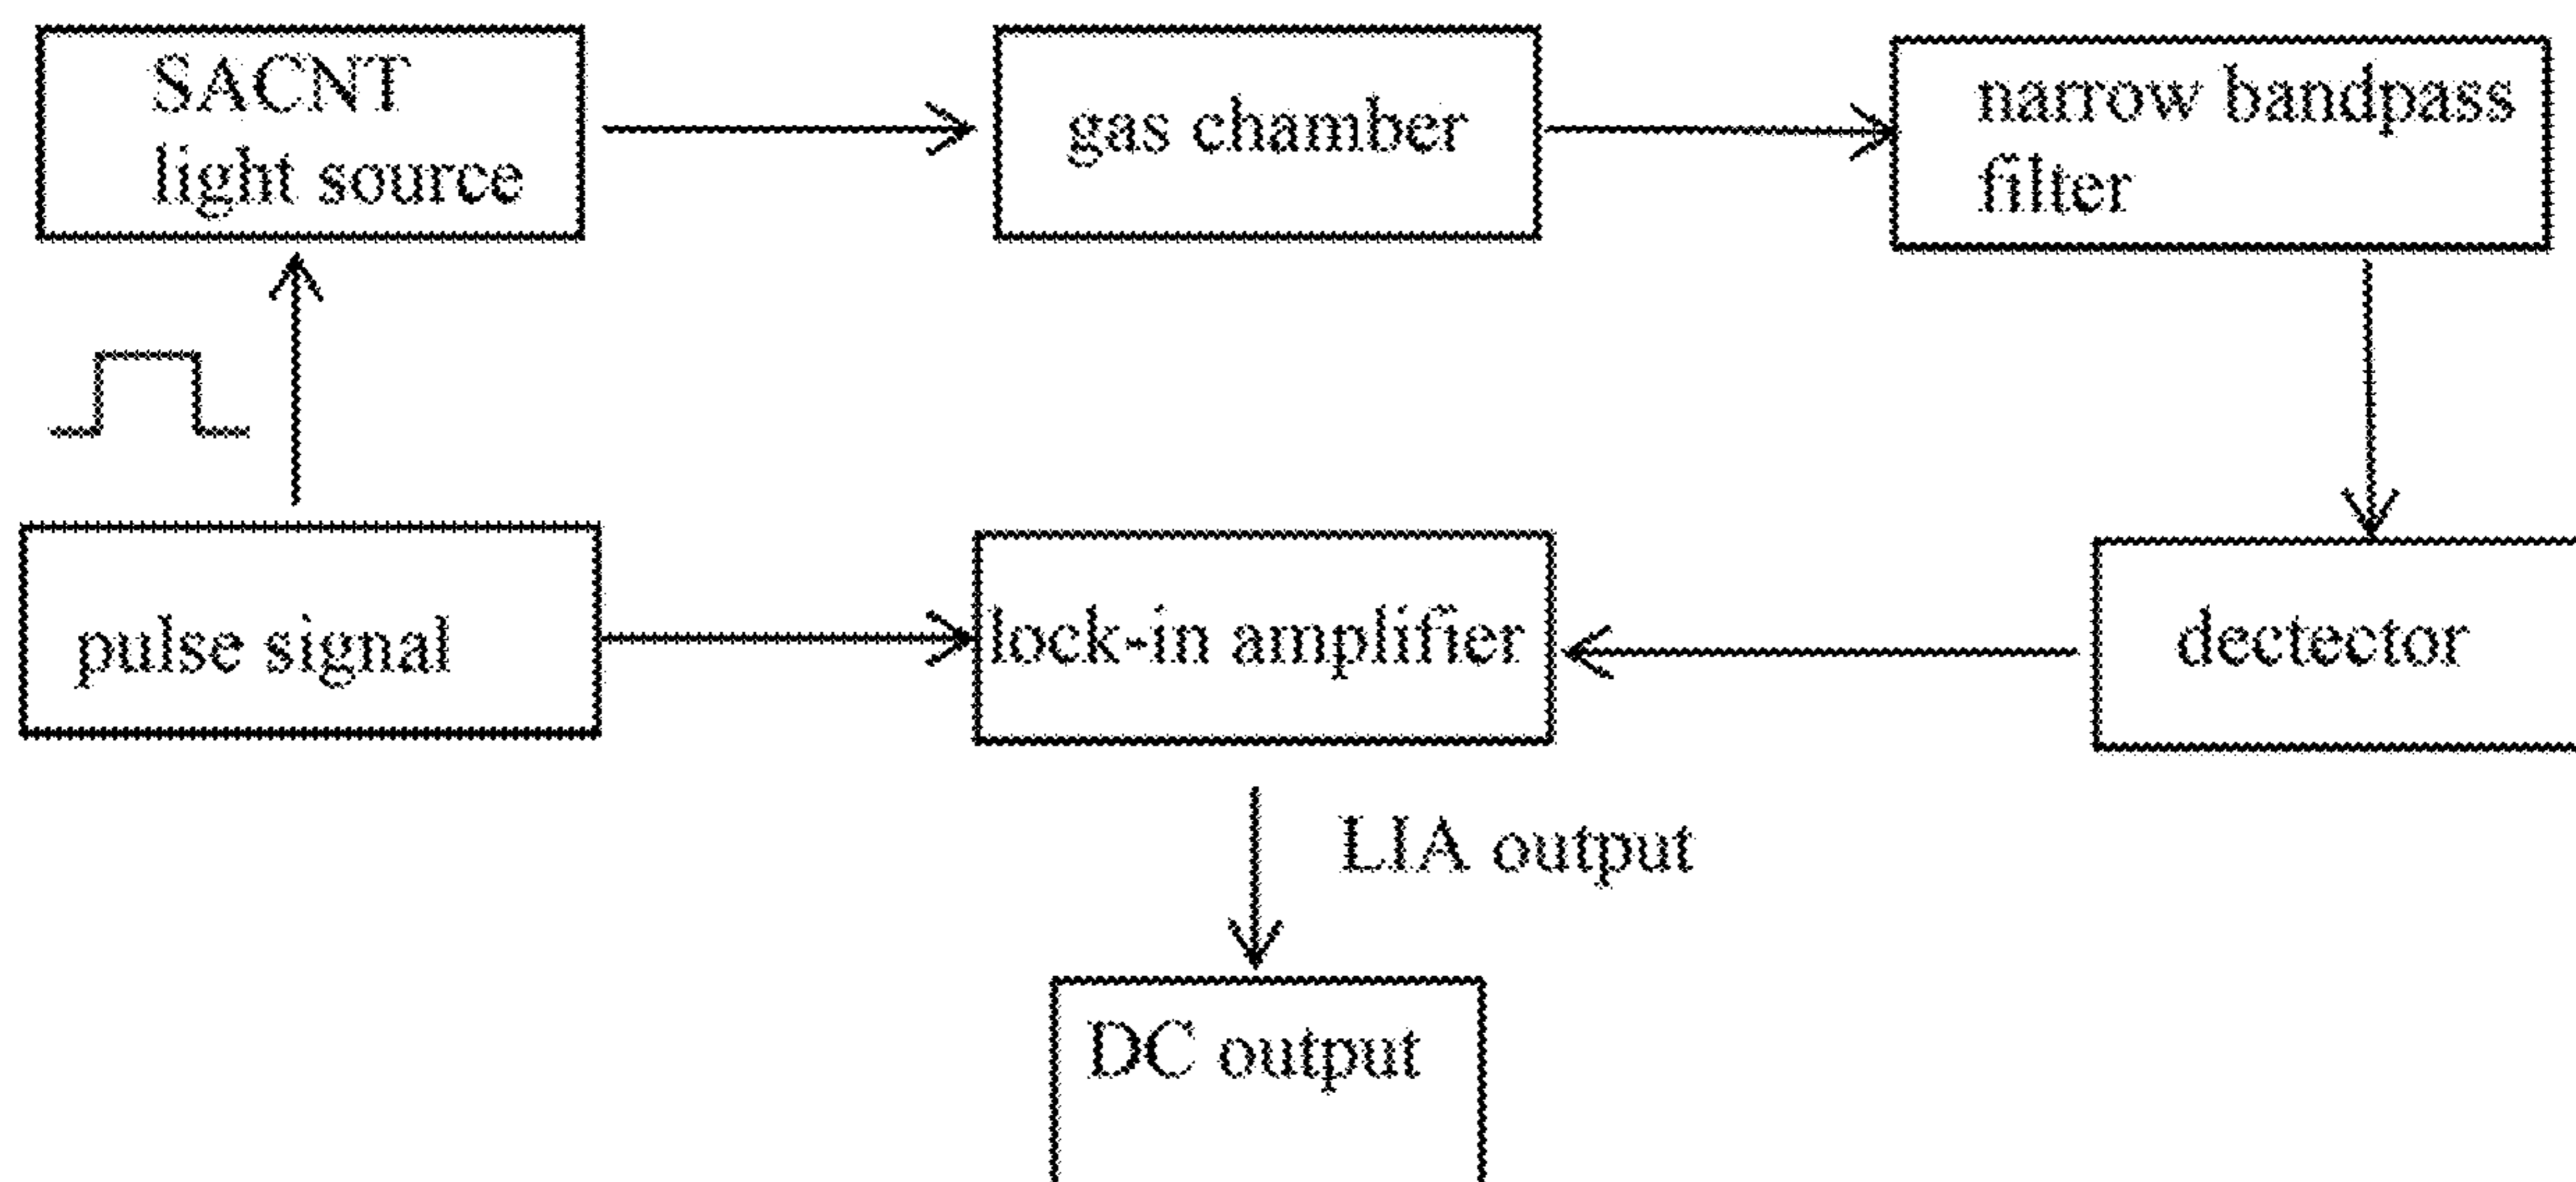 SACNT
light source
gas chamber
narrow bandpass
filter
pulse signal
lock-in amplifier
dectector
LIA output
DC output